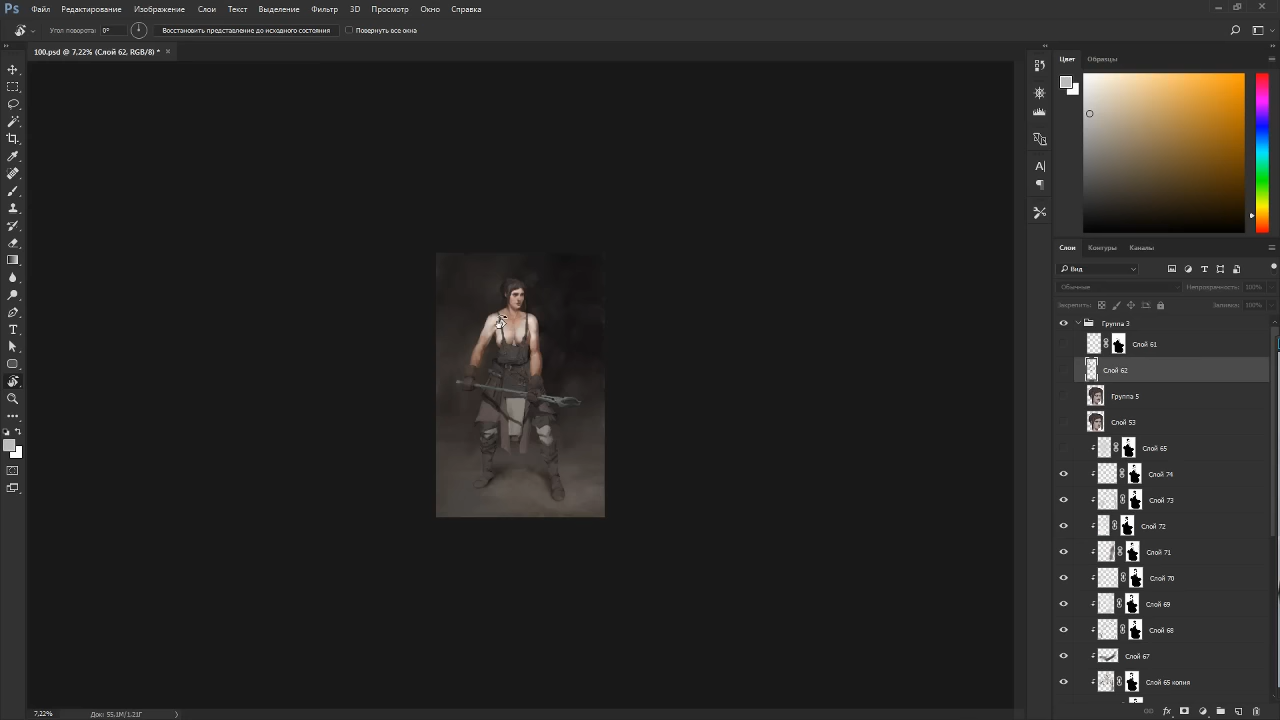 Ps Файл Редактирование Изображение Слои Текст Выделение Фильтр 3D Просмотр Окно Справка
Угол поворота: 0° Восстановить представление до исходного состояния Повернуть все окна
100.psd @ 7,22% (Слой 62, RGB/8) *
Цвет Образцы
Слои Контуры Каналы
Вид
Обычные Непрозрачность: 100%
Закрепить: Заливка: 100%
Группа 3
Слой 61
Слой 62
Группа 5
Слой 53
Слой 65
Слой 74
Слой 73
Слой 72
Слой 71
Слой 70
Слой 69
Слой 68
Слой 67
Слой 65 копия
7,22% Док: 55,1M/1,21Г